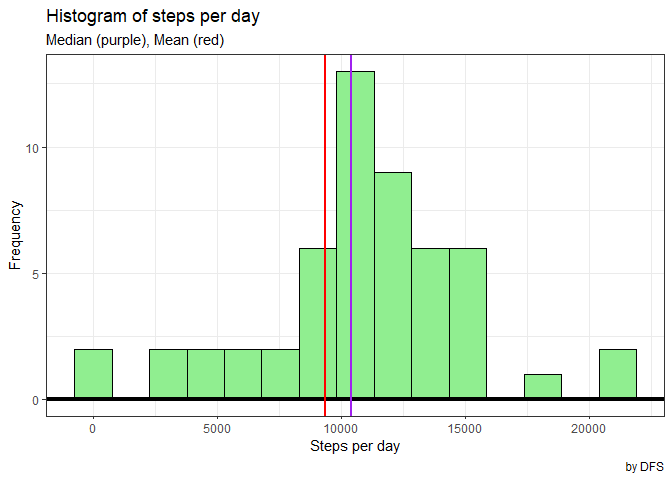 Histogram of steps per day
Median (purple), Mean (red)
Frequency
10
5
0
0 5000 10000 15000 20000
Steps per day
by DFS